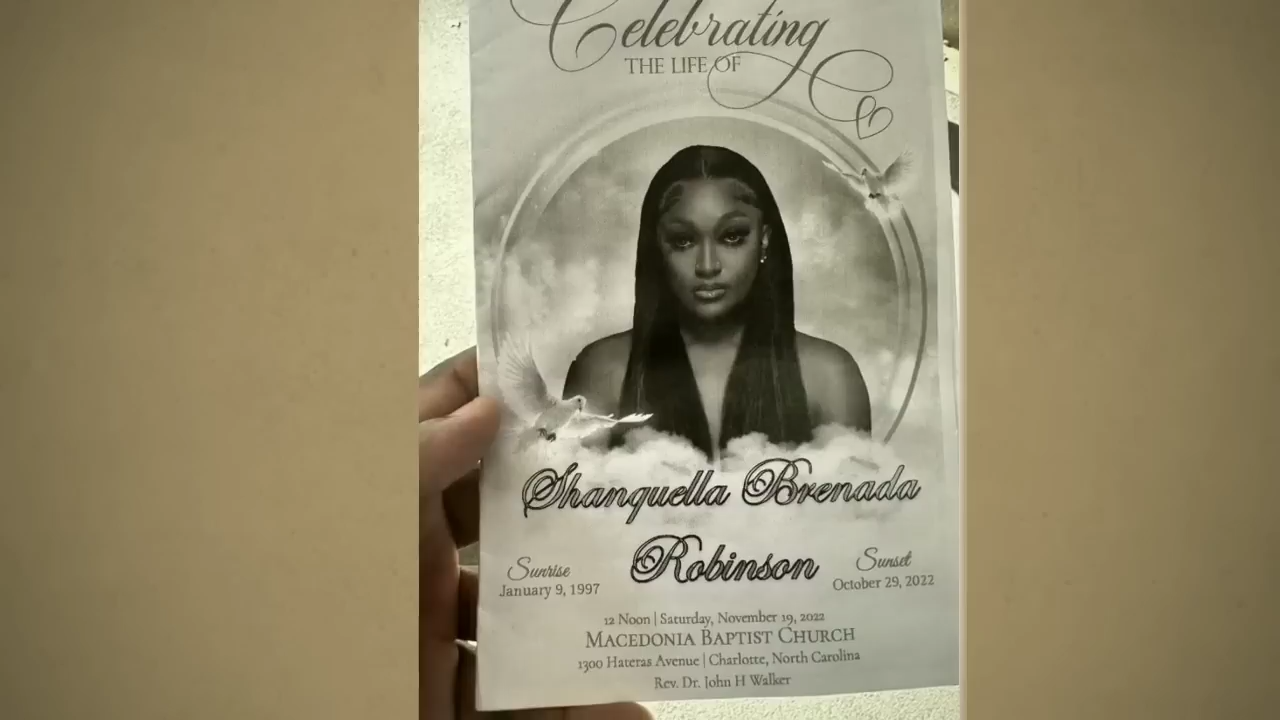 Celebrating
THE LIFE OF
Shanquella Brenada
Robinson
Sunrise
January 9, 1997
Sunset
October 29, 2022
12 Noon | Saturday, November 19, 2022
MACEDONIA BAPTIST CHURCH
1300 Hateras Avenue | Charlotte, North Carolina
Rev. Dr. John H Walker